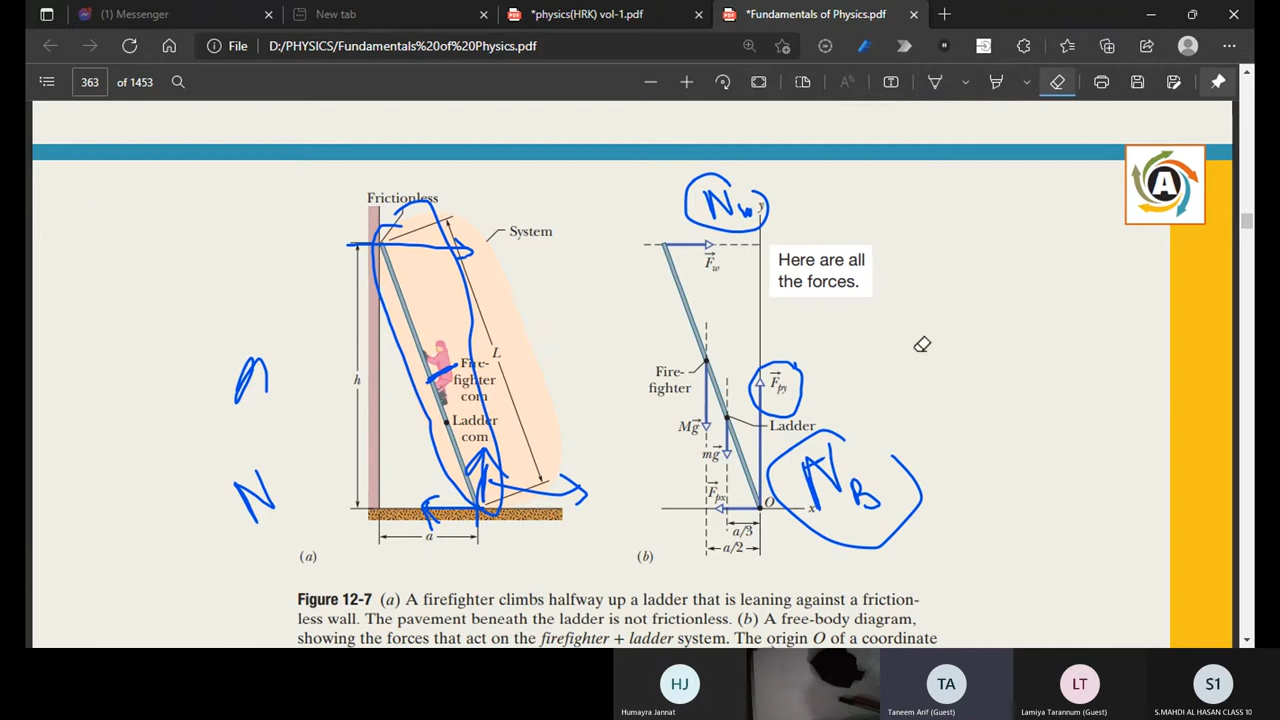 (1) Messenger
New tab
*physics(HRK) vol-1.pdf
*Fundamentals of Physics.pdf
File
D:/PHYSICS/Fundamentals%20of%20Physics.pdf
363
of 1453
A
Frictionless
System
L
h
Fire-
fighter
com
Ladder
com
a
(a)
N
N_w
y
F_w
Here are all
the forces.
Fire-
fighter
F_py
Ladder
Mg
mg
N_B
F_px
O
x
a/3
a/2
(b)
Figure 12-7 (a) A firefighter climbs halfway up a ladder that is leaning against a friction-
less wall. The pavement beneath the ladder is not frictionless. (b) A free-body diagram,
showing the forces that act on the firefighter + ladder system. The origin O of a coordinate
HJ
TA
LT
S1
Humayra Jannat
Taneem Arif (Guest)
Lamiya Tarannum (Guest)
S.MAHDI AL HASAN CLASS 10